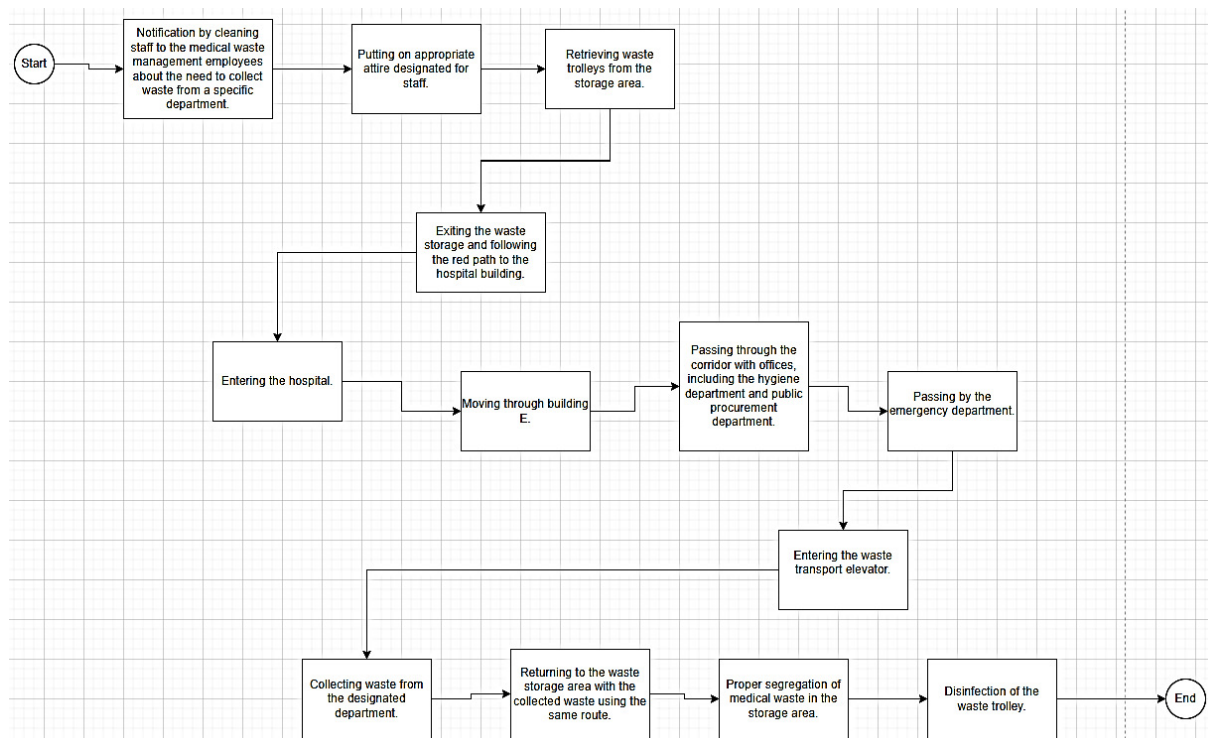 Start
Notification by cleaning
staff to the medical waste
management employees
about the need to collect
waste from a specific
department.
Putting on appropriate
attire designated for
staff.
Retrieving waste
trolleys from the
storage area.
Exiting the waste
storage and following
the red path to the
hospital building.
Entering the hospital.
Moving through building
E.
Passing through the
corridor with offices,
including the hygiene
department and public
procurement
department.
Passing by the
emergency department.
Entering the waste
transport elevator.
Collecting waste from
the designated
department.
Returning to the waste
storage area with the
collected waste using the
same route.
Proper segregation of
medical waste in the
storage area.
Disinfection of the
waste trolley.
End